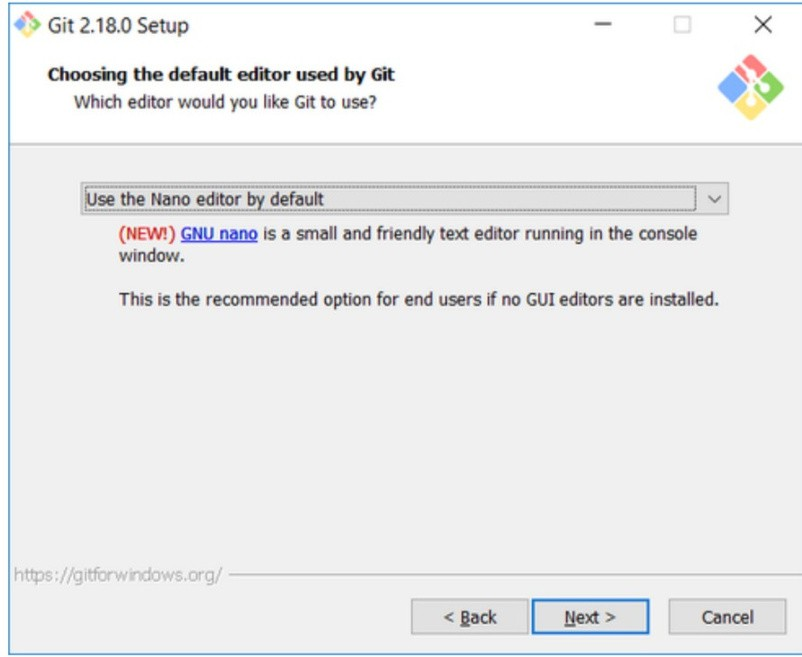 Git 2.18.0 Setup
Choosing the default editor used by Git
Which editor would you like Git to use?
Use the Nano editor by default
(NEW!) GNU nano is a small and friendly text editor running in the console
window.
This is the recommended option for end users if no GUI editors are installed.
https://gitforwindows.org/
< Back
Next >
Cancel